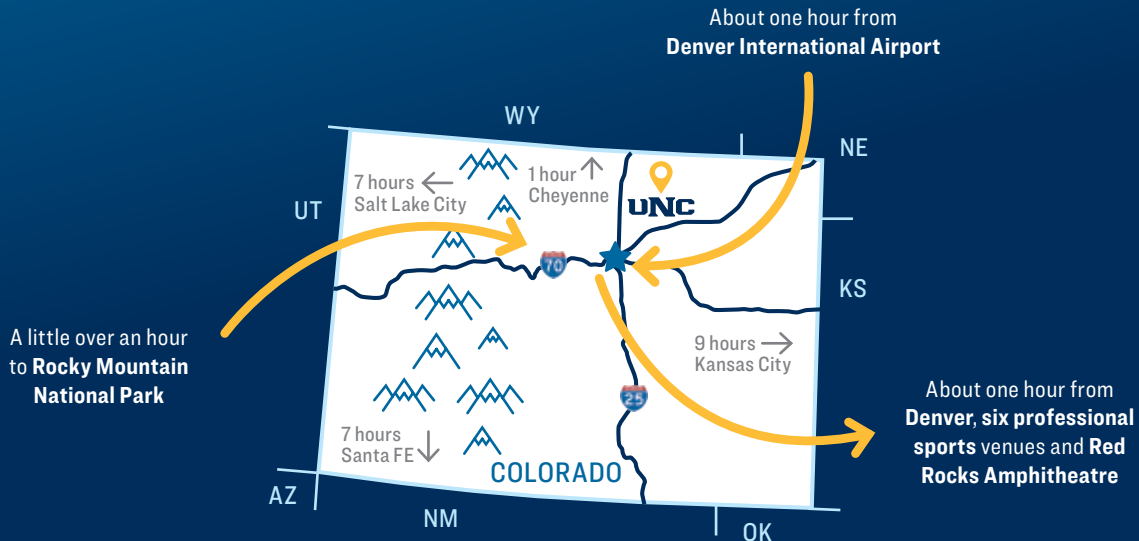 About one hour from
Denver International Airport
WY
NE
7 hours
Salt Lake City
1 hour
Cheyenne
UNC
UT
70
KS
A little over an hour
to Rocky Mountain
National Park
9 hours
Kansas City
25
About one hour from
Denver, six professional
sports venues and Red
Rocks Amphitheatre
7 hours
Santa FE
COLORADO
AZ
NM
OK